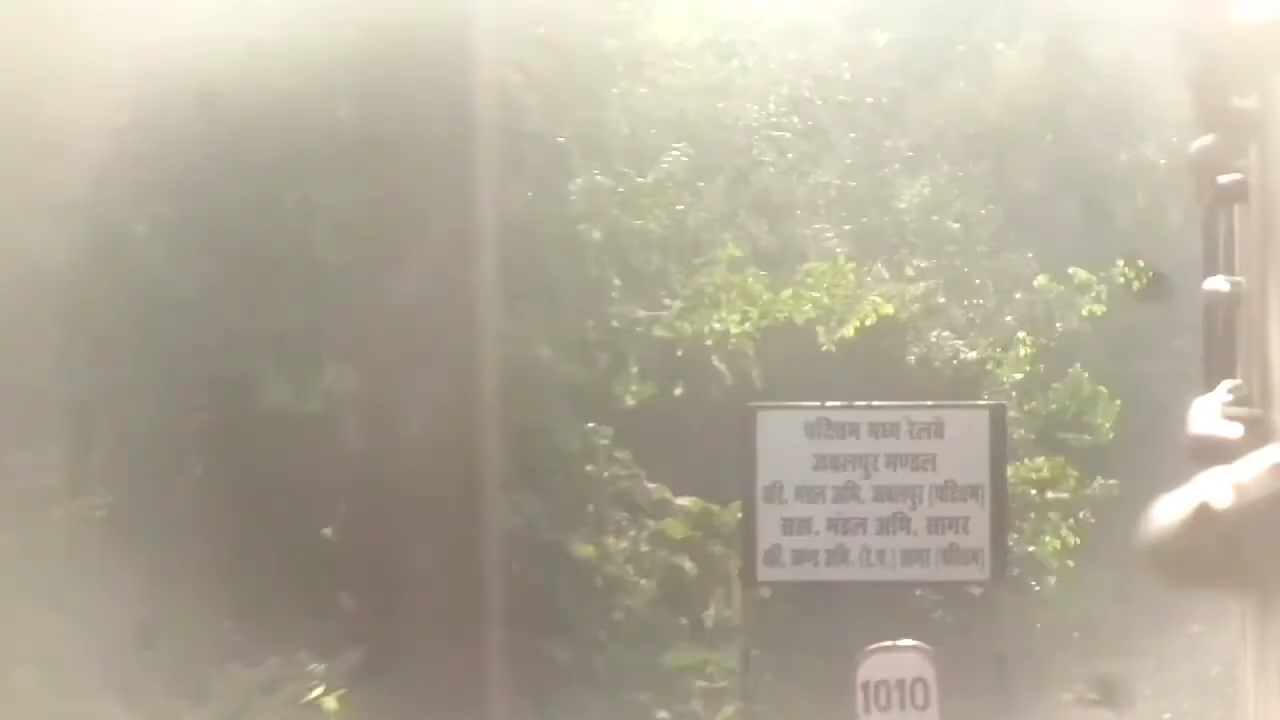 पश्चिम मध्य रेलवे
जबलपुर मण्डल
वरि. मंडल अभि. जबलपुर (पश्चिम)
सहा. मंडल अभि. सागर
वरि. खण्ड अभि. (रे.प.) सागर (पश्चिम)
1010